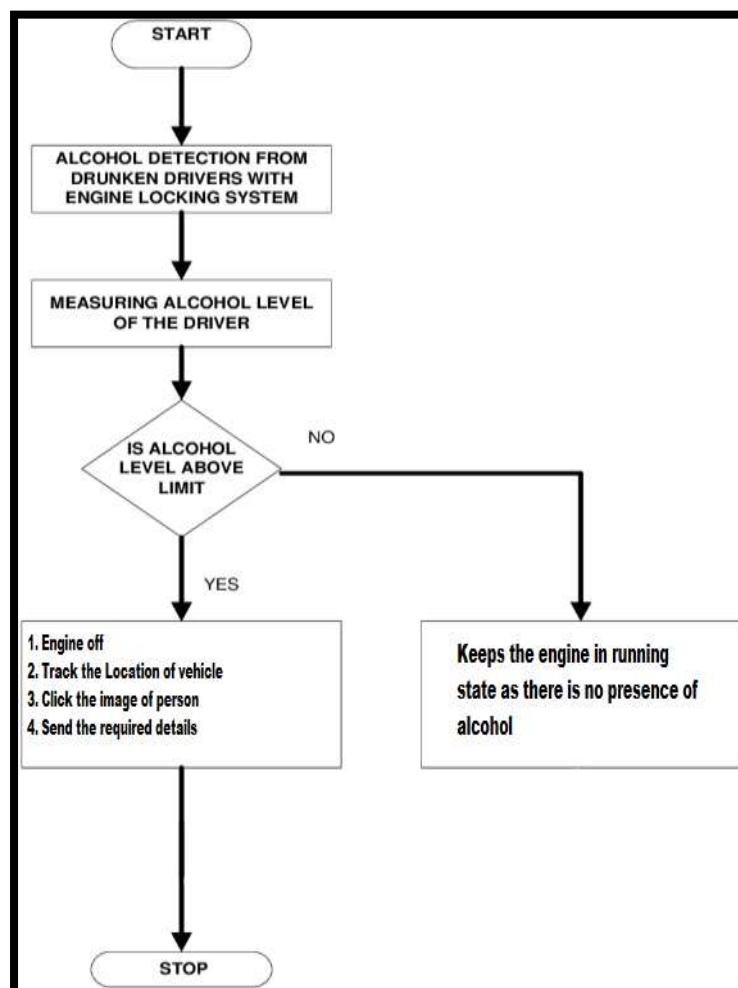 START
ALCOHOL DETECTION FROM
DRUNKEN DRIVERS WITH
ENGINE LOCKING SYSTEM
MEASURING ALCOHOL LEVEL
OF THE DRIVER
IS ALCOHOL
LEVEL ABOVE
LIMIT
NO
YES
1. Engine off
2. Track the Location of vehicle
3. Click the image of person
4. Send the required details
Keeps the engine in running
state as there is no presence of
alcohol
STOP